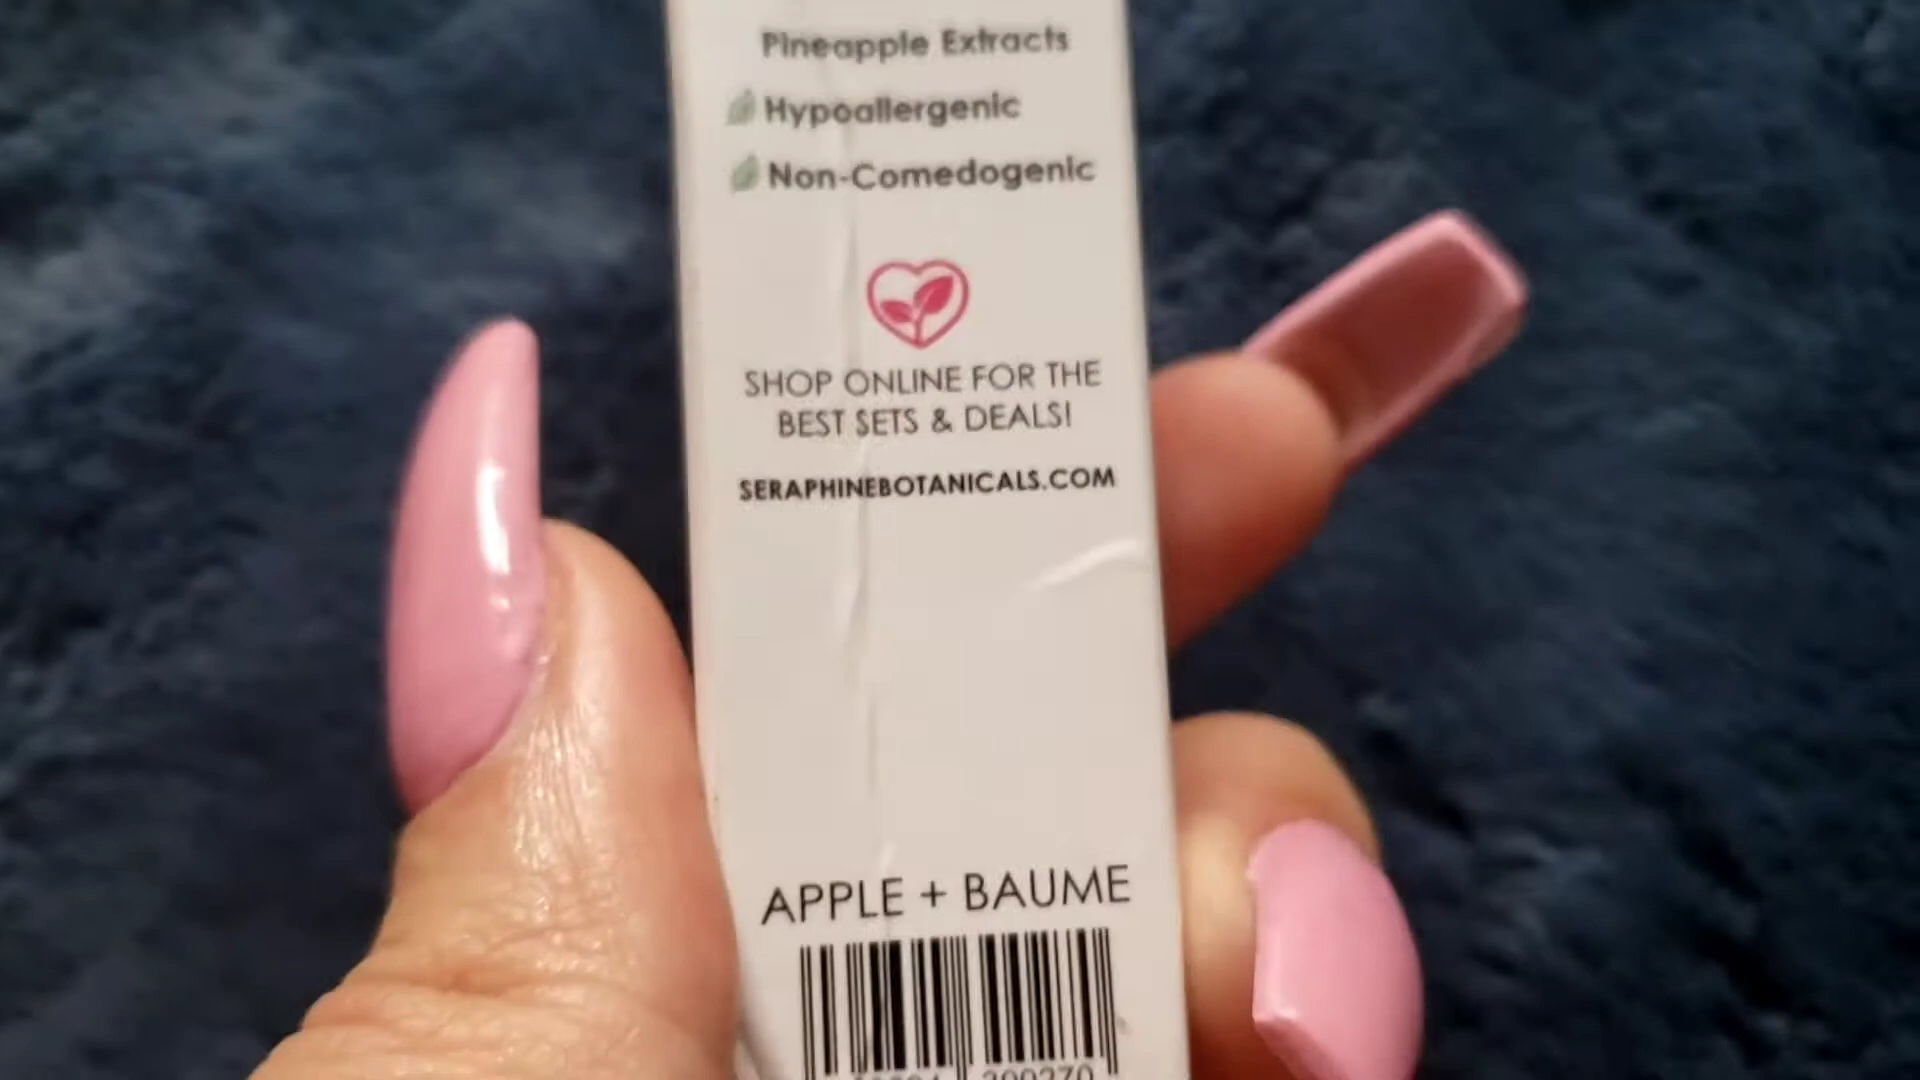 Pineapple Extracts
Hypoallergenic
Non-Comedogenic
SHOP ONLINE FOR THE
BEST SETS & DEALS!
SERAPHINEBOTANICALS.COM
APPLE + BAUME